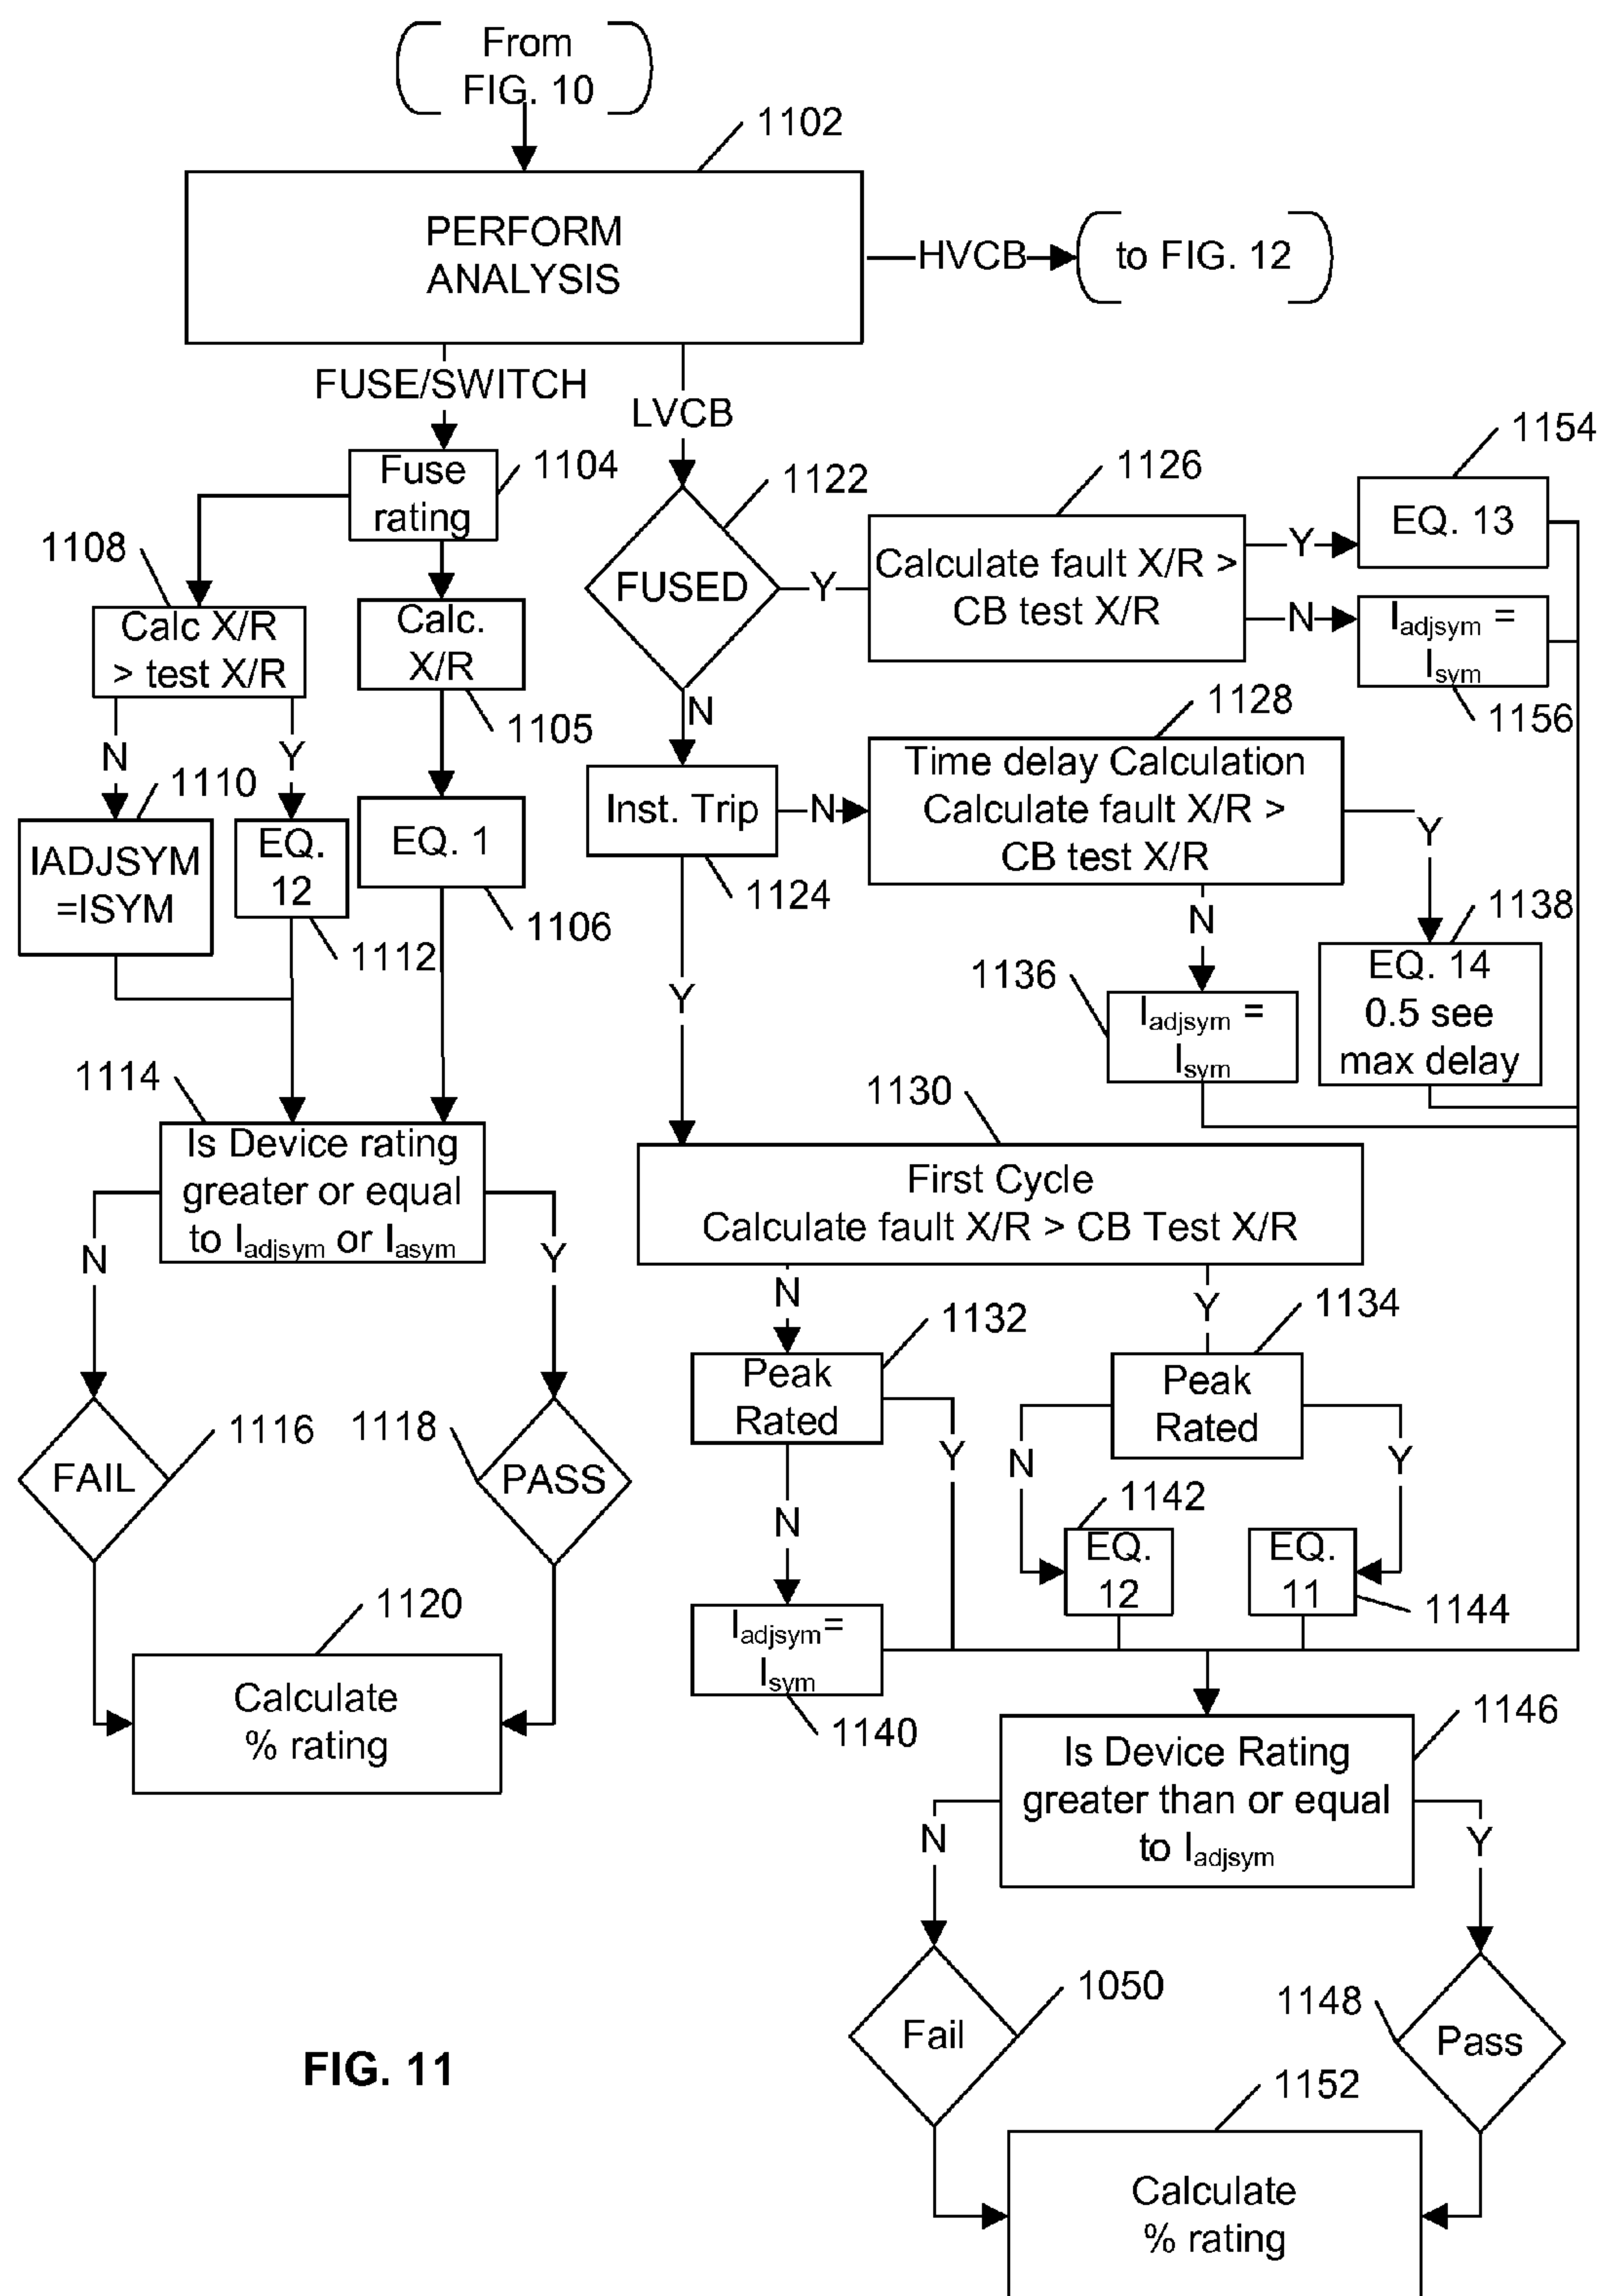 From
FIG. 10
1102
PERFORM
ANALYSIS
HVCB
to FIG. 12
FUSE/SWITCH
LVCB
Fuse
rating
1104
1108
Calc X/R
> test X/R
Calc.
X/R
1105
N
Y
1110
IADJSYM
=ISYM
EQ.
12
1112
EQ. 1
1106
1114
Is Device rating
greater or equal
to Iadjsym or Iasym
N
Y
FAIL
1116
1118
PASS
1120
Calculate
% rating
1122
FUSED
Y
N
1126
Calculate fault X/R >
CB test X/R
Y
N
1154
EQ. 13
Iadjsym =
Isym
1156
Inst. Trip
1124
N
Y
1128
Time delay Calculation
Calculate fault X/R >
CB test X/R
N
Y
1136
Iadjsym =
Isym
1138
EQ. 14
0.5 see
max delay
1130
First Cycle
Calculate fault X/R > CB Test X/R
N
Y
1132
Peak
Rated
Y
N
1134
Peak
Rated
N
Y
1142
EQ.
12
EQ.
11
1144
Iadjsym=
Isym
1140
1146
Is Device Rating
greater than or equal
to Iadjsym
N
Y
Fail
1050
1148
Pass
1152
Calculate
% rating
FIG. 11